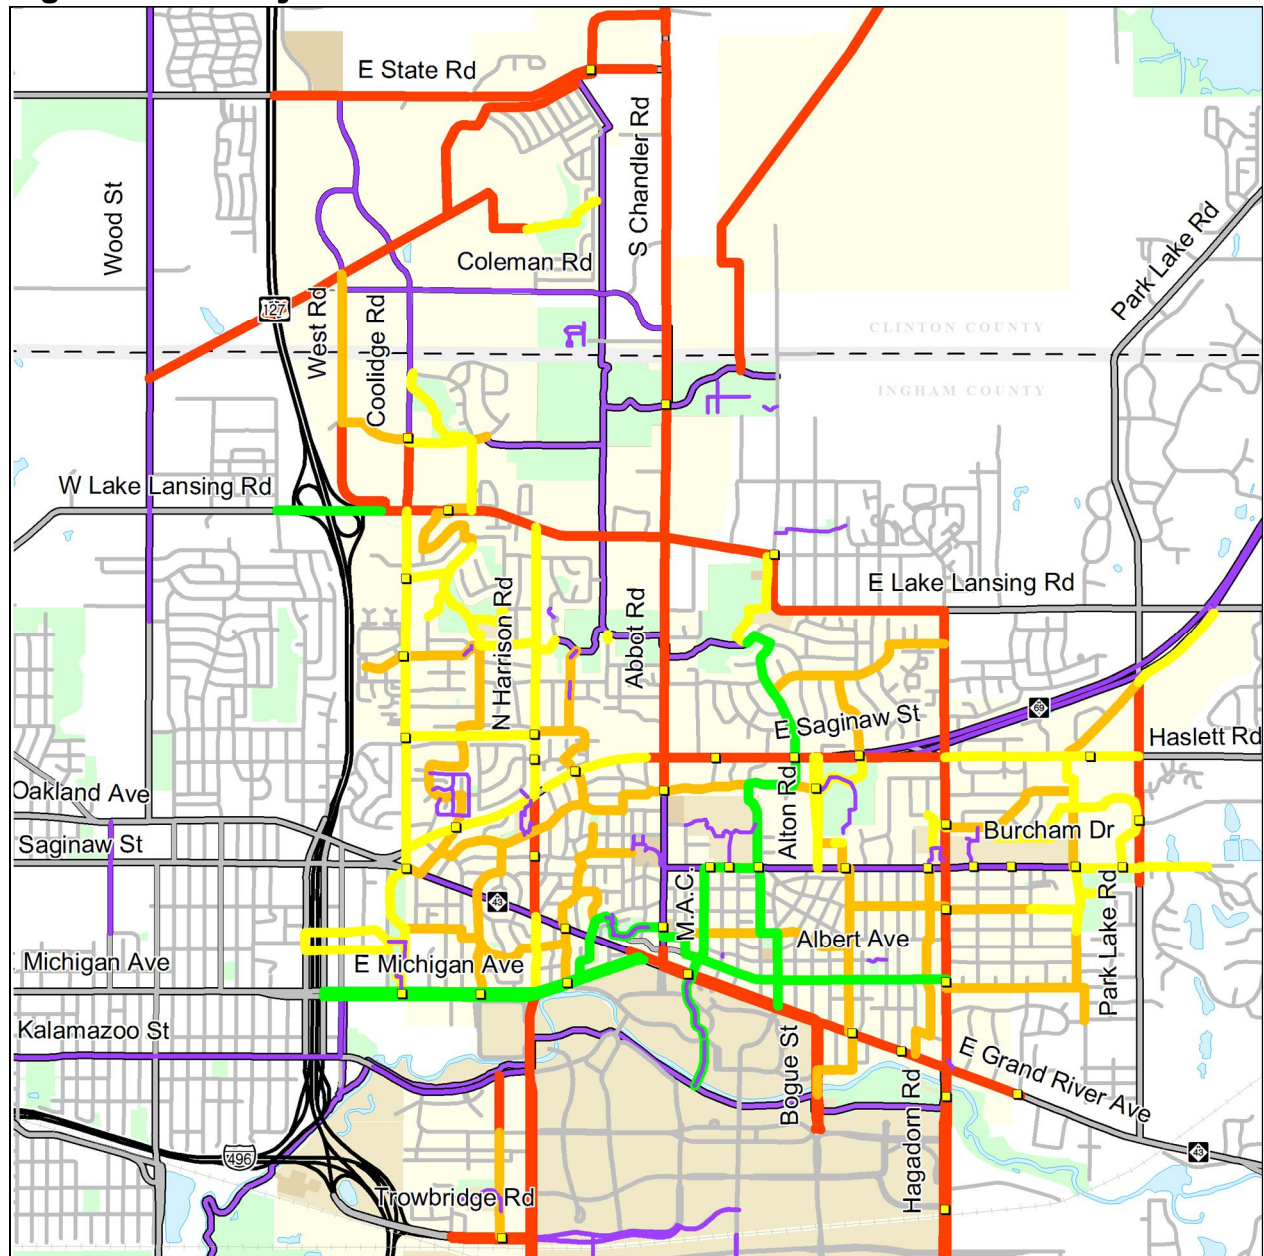 E State Rd
S Chandler Rd
Wood St
Park Lake Rd
Coleman Rd
127
West Rd
Coolidge Rd
CLINTON COUNTY
INGHAM COUNTY
W Lake Lansing Rd
E Lake Lansing Rd
N Harrison Rd
Abbot Rd
E Saginaw St
69
Haslett Rd
Oakland Ave
Alton Rd
Saginaw St
Burcham Dr
43
M.A.C.
Park Lake Rd
Albert Ave
Michigan Ave
E Michigan Ave
Kalamazoo St
Bogue St
E Grand River Ave
Hagadorn Rd
43
496
Trowbridge Rd